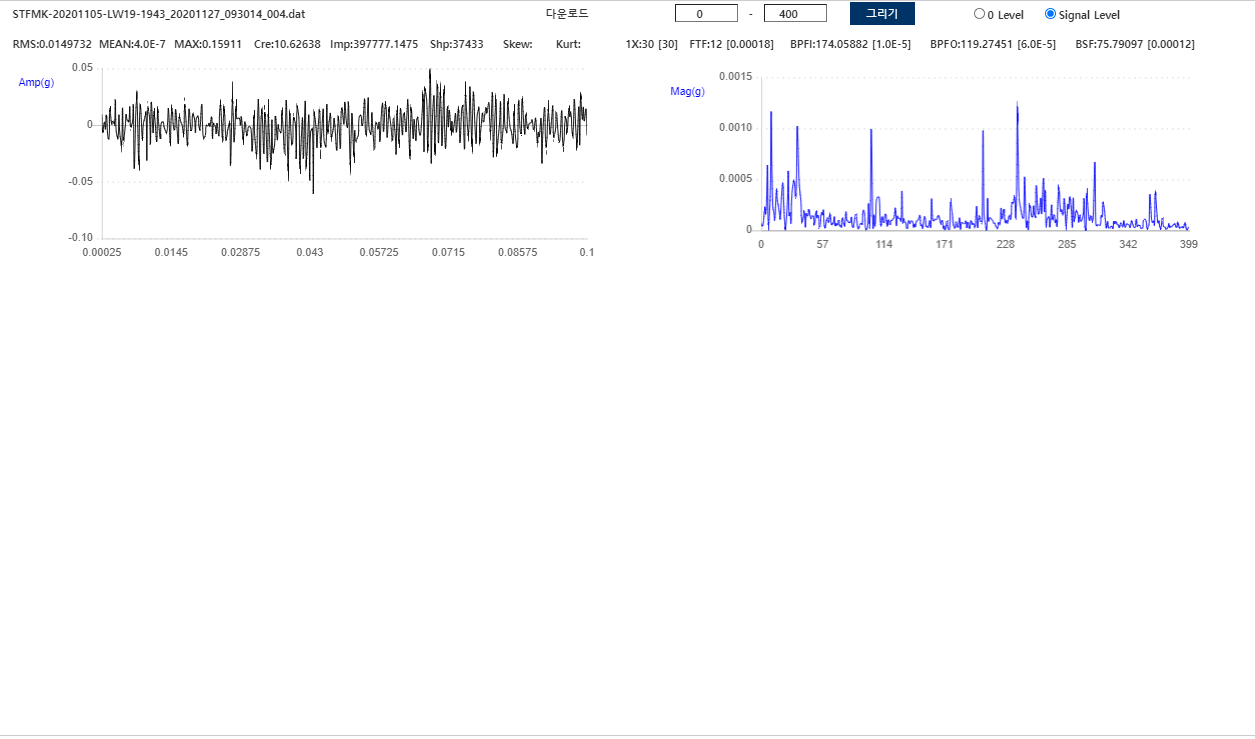 STFMK-20201105-LW19-1943_20201127_093014_004.dat 다운로드 0 - 400 그리기 0 Level Signal Level
RMS:0.0149732 MEAN:4.0E-7 MAX:0.15911 Cre:10.62638 Imp:397777.1475 Shp:37433 Skew: Kurt: 1X:30 [30] FTF:12 [0.00018] BPFI:174.05882 [1.0E-5] BPFO:119.27451 [6.0E-5] BSF:75.79097 [0.00012]
Amp(g)
0.05
0
-0.05
-0.10
0.00025 0.0145 0.02875 0.043 0.05725 0.0715 0.08575 0.1
Mag(g)
0.0015
0.0010
0.0005
0
0 57 114 171 228 285 342 399